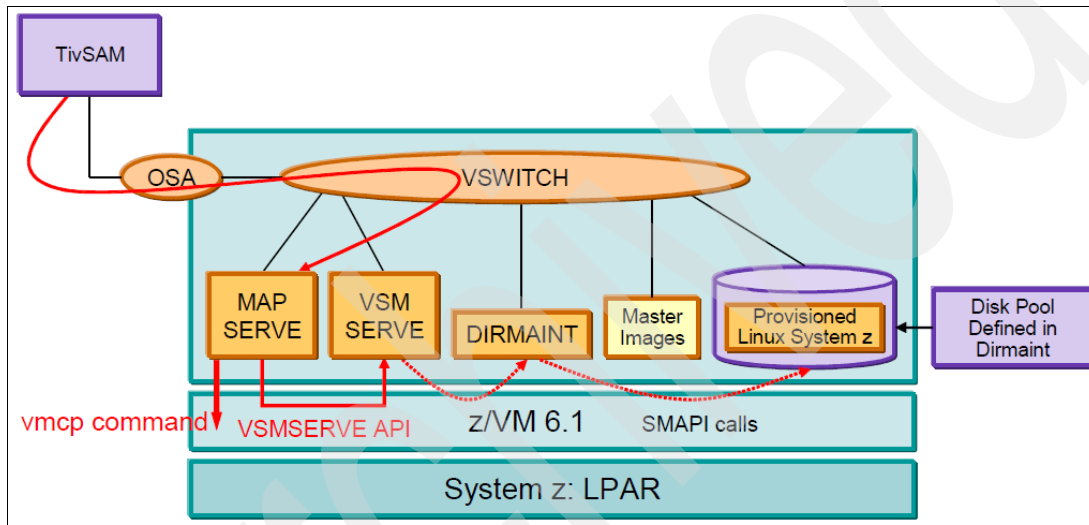 TivSAM
OSA
VSWITCH
MAP
SERVE
VSM
SERVE
DIRMAINT
Master
Images
Provisioned
Linux System z
Disk Pool
Defined in
Dirmaint
vmcp command
VSMSERVE API
z/VM 6.1
SMAPI calls
System z: LPAR